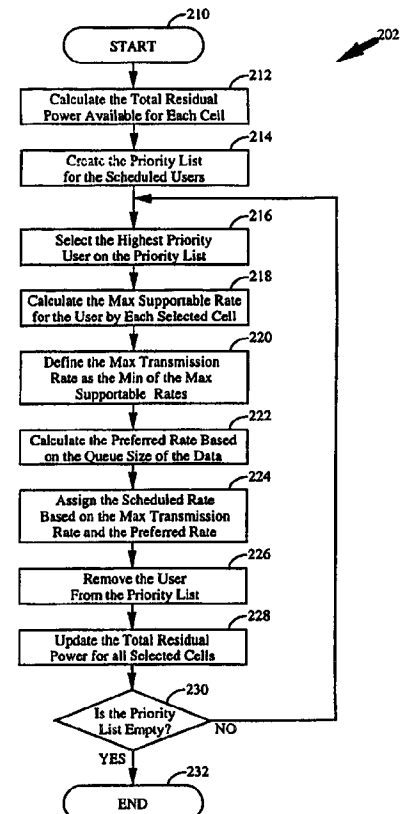 210
START
202
212
Calculate the Total Residual
Power Available for Each Cell
214
Create the Priority List
for the Scheduled Users
216
Select the Highest Priority
User on the Priority List
218
Calculate the Max Supportable Rate
for the User by Each Selected Cell
220
Define the Max Transmission
Rate as the Min of the Max
Supportable Rates
222
Calculate the Preferred Rate Based
on the Queue Size of the Data
224
Assign the Scheduled Rate
Based on the Max Transmission
Rate and the Preferred Rate
226
Remove the User
From the Priority List
228
Update the Total Residual
Power for all Selected Cells
230
Is the Priority
List Empty?
NO
YES
232
END